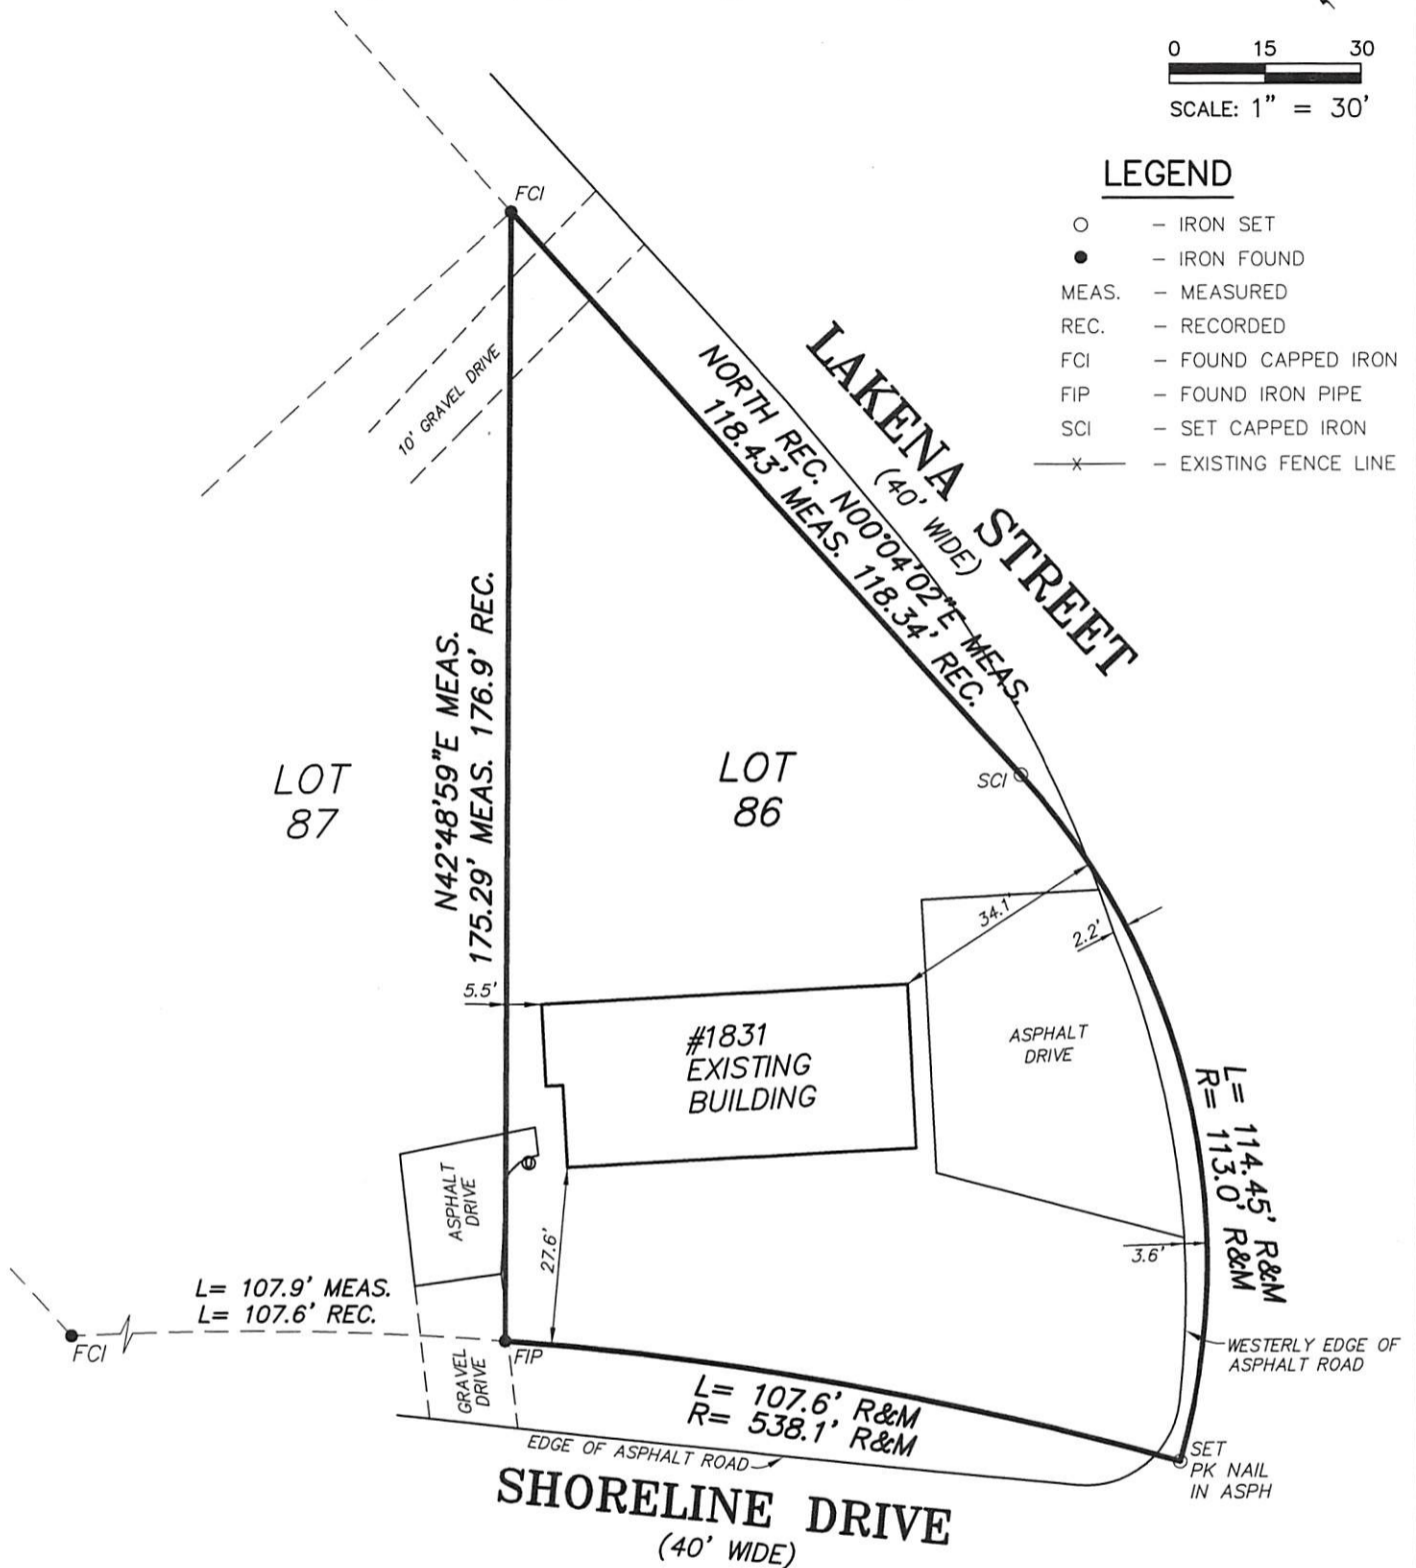 0 15 30
SCALE: 1" = 30'
LEGEND
○ – IRON SET
● – IRON FOUND
MEAS. – MEASURED
REC. – RECORDED
FCI – FOUND CAPPED IRON
FIP – FOUND IRON PIPE
SCI – SET CAPPED IRON
—x— – EXISTING FENCE LINE
FCI
10' GRAVEL DRIVE
LAKENA STREET
(40' WIDE)
NORTH REC. N00°04'02"E MEAS.
118.43' MEAS. 118.34' REC.
N42°48'59"E MEAS.
175.29' MEAS. 176.9' REC.
LOT
87
LOT
86
SCI
34.1'
2.2'
5.5'
#1831
EXISTING
BUILDING
ASPHALT
DRIVE
L= 114.45' R&M
R= 113.0' R&M
ASPHALT
DRIVE
27.6'
3.6'
L= 107.9' MEAS.
L= 107.6' REC.
FCI
FIP
GRAVEL
DRIVE
WESTERLY EDGE OF
ASPHALT ROAD
L= 107.6' R&M
R= 538.1' R&M
EDGE OF ASPHALT ROAD
SET
PK NAIL
IN ASPH
SHORELINE DRIVE
(40' WIDE)